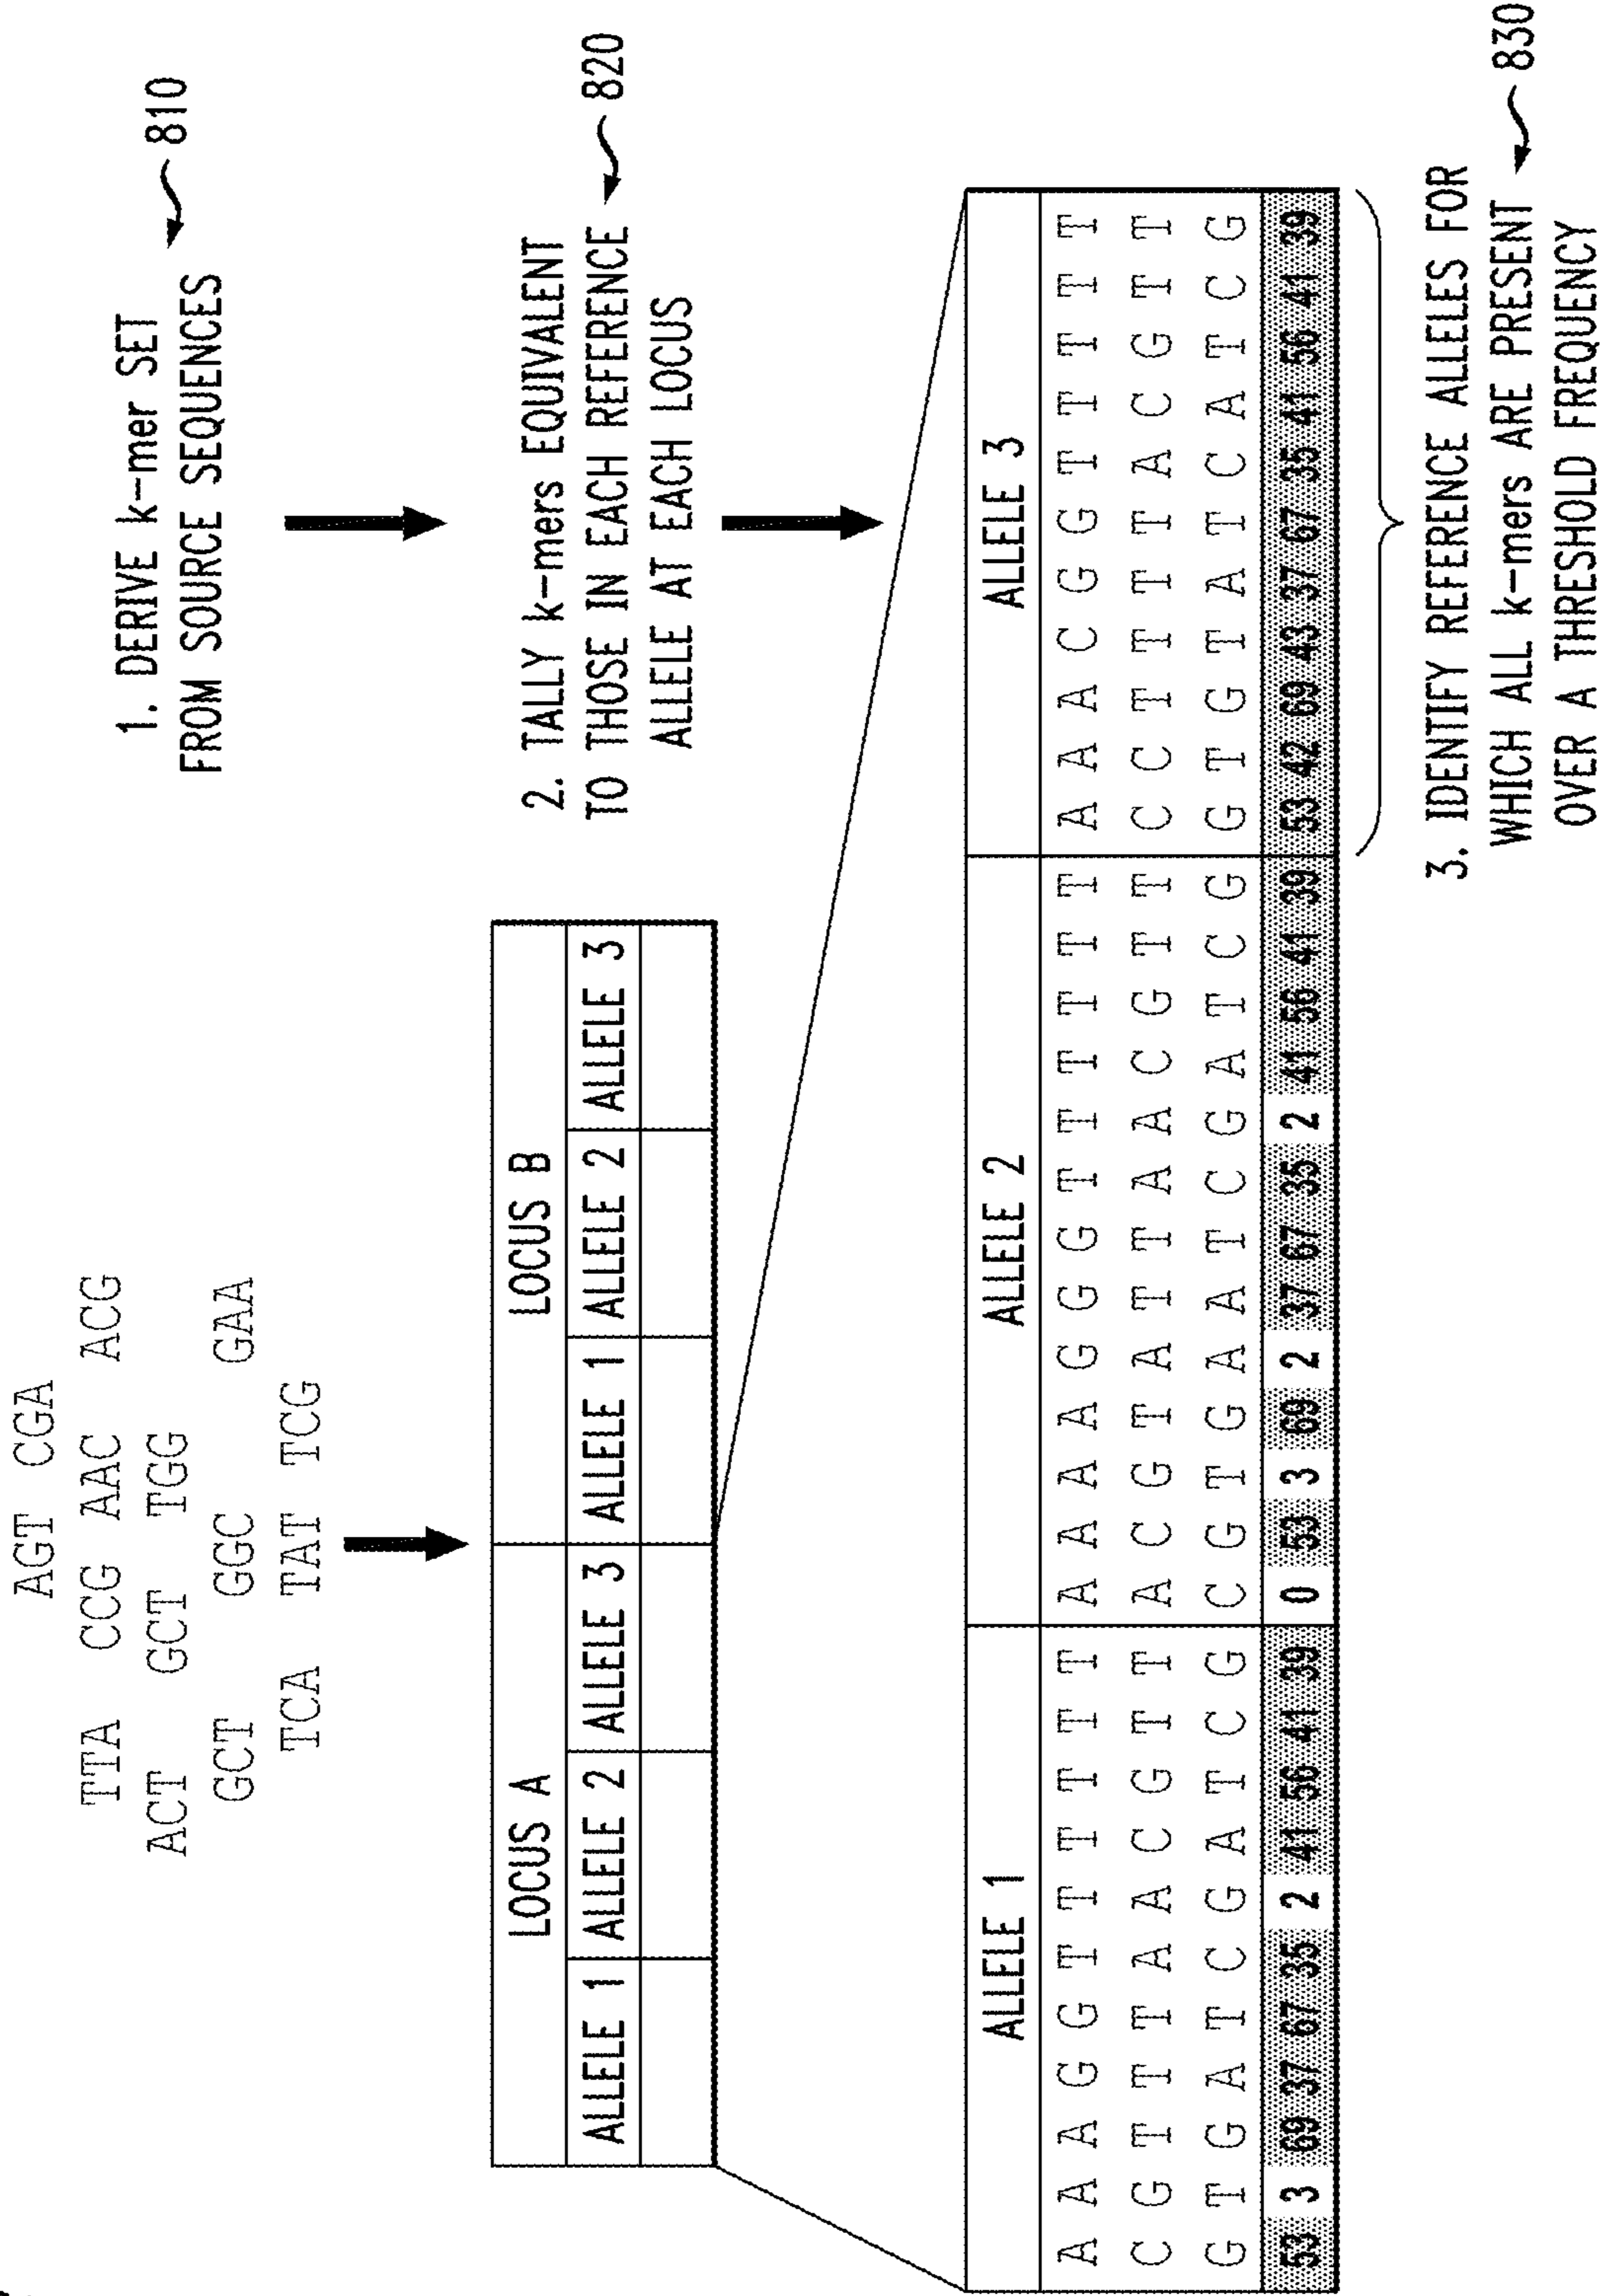 AGT CGA
TTA CCG AAC ACG
ACT GCT TGG
GCT GGC GAA
TCA TAT TCG
1. DERIVE k-mer SET
FROM SOURCE SEQUENCES
810
LOCUS A LOCUS B
ALLELE 1 ALLELE 2 ALLELE 3 ALLELE 1 ALLELE 2 ALLELE 3
2. TALLY k-mers EQUIVALENT
TO THOSE IN EACH REFERENCE
ALLELE AT EACH LOCUS
820
ALLELE 1 ALLELE 2 ALLELE 3
A A A G G T T T T T T A A A A G G G T T T T T T A A A C G G T T T T T
C G T T T A A C G T T A C G T A T T A A C G T T C C T T T T A C G T T
G T G A T C G A T C G C G T G A A T C G A T C G G T G T A T C A T C G
53 3 69 37 67 35 2 41 56 41 39 0 53 3 69 2 37 67 35 2 41 56 41 39 53 42 69 43 37 67 35 41 56 41 39
3. IDENTIFY REFERENCE ALLELES FOR
WHICH ALL k-mers ARE PRESENT
OVER A THRESHOLD FREQUENCY
830